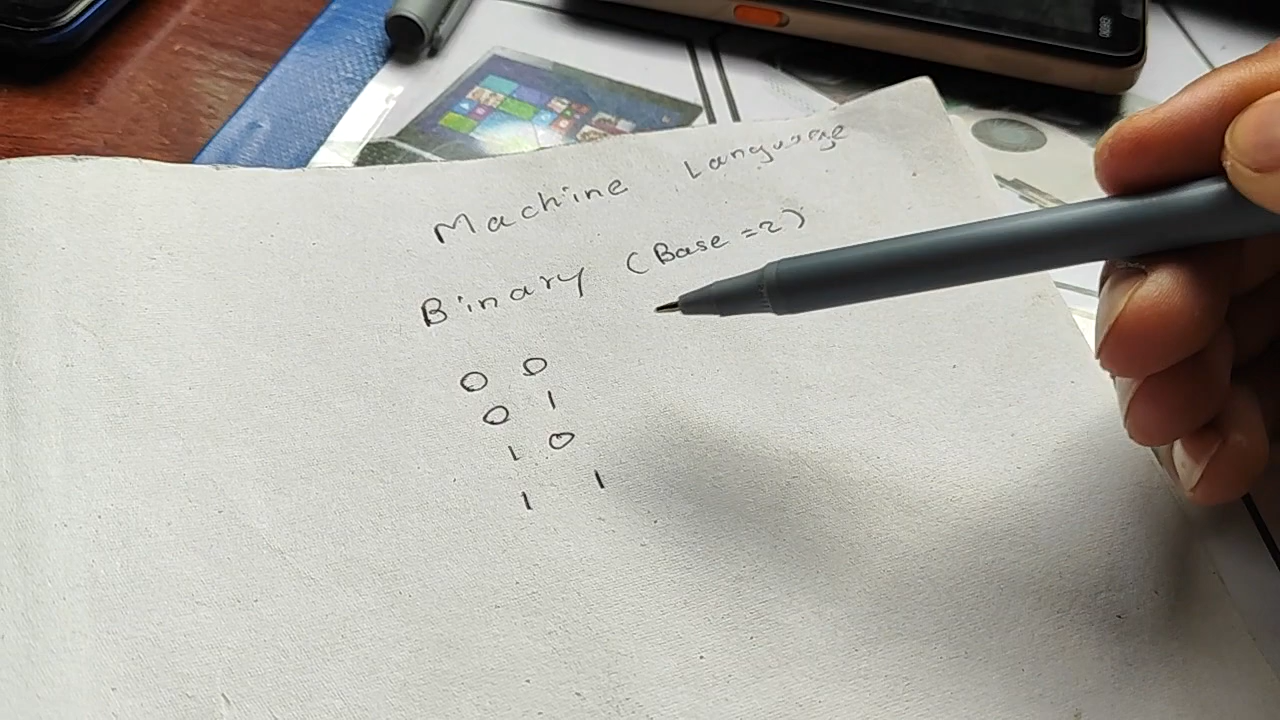 Machine Language
Binary (Base = 2)
0 0
0 1
1 0
1 1